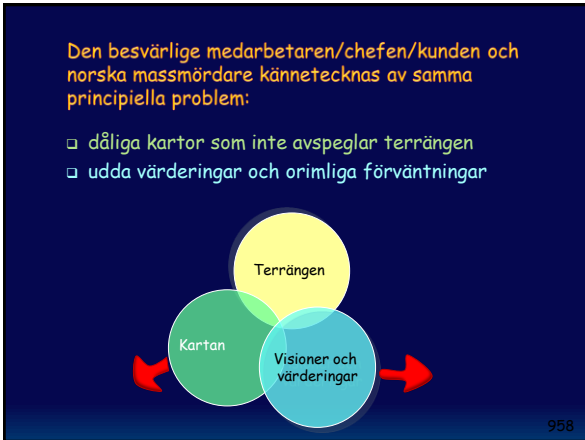 Den besvärlige medarbetaren/chefen/kunden och
norska massmördare kännetecknas av samma
principiella problem:
❑ dåliga kartor som inte avspeglar terrängen
❑ udda värderingar och orimliga förväntningar
Terrängen
Kartan
Visioner och
värderingar
958